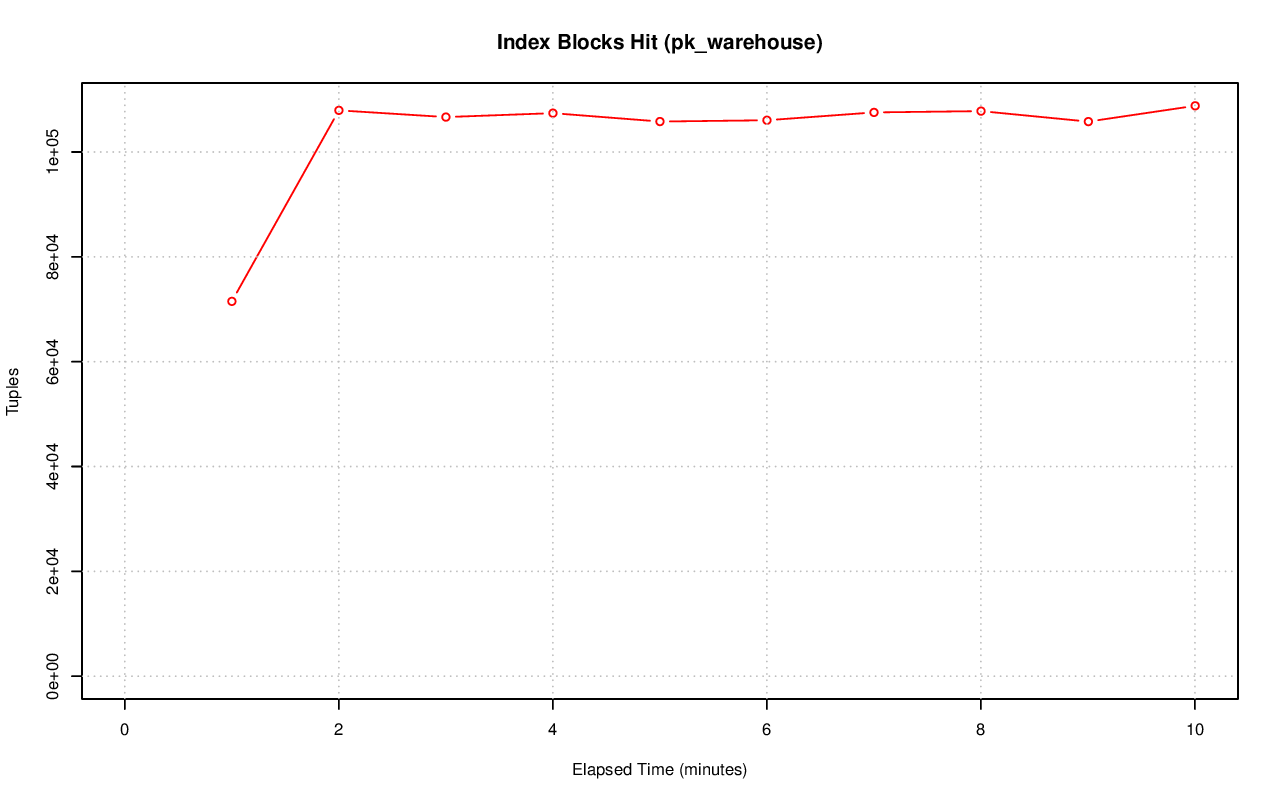 Index Blocks Hit (pk_warehouse)
1e+05
8e+04
6e+04
4e+04
2e+04
0e+00
Tuples
0 2 4 6 8 10
Elapsed Time (minutes)